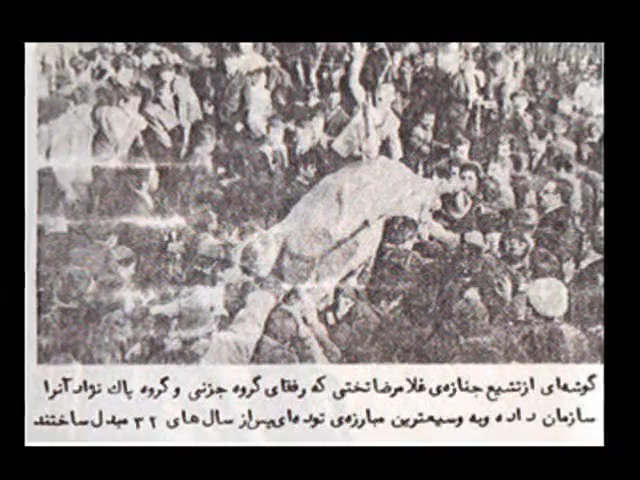 گوشه‌ای از تشیع جنازه‌ی غلامرضا تختی که رفقای گروه جزنی و گروه پاک نژاد آنرا
سازمان داده و به وسیعترین مبارزه‌ی توده‌ای پس از سال‌های ۳۲ مبدل ساختند